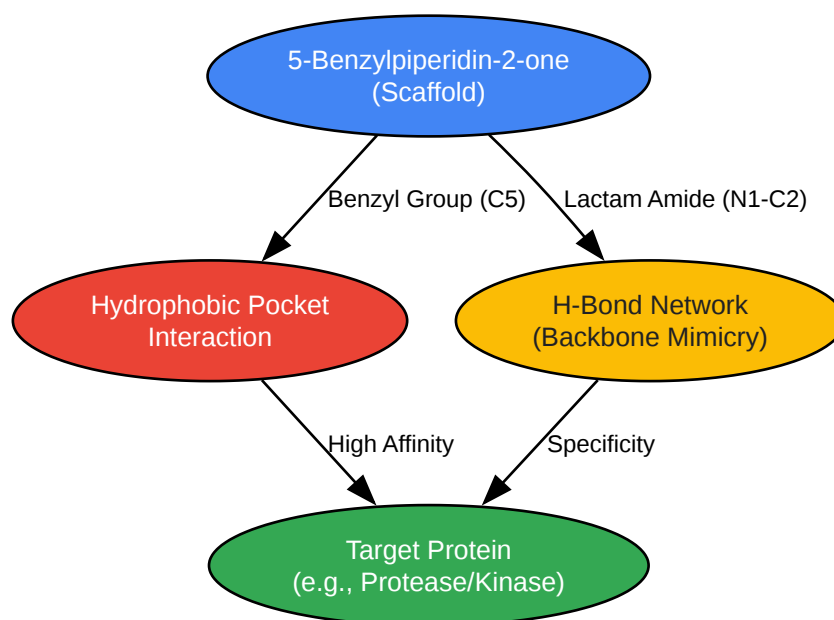 5-Benzylpiperidin-2-one
(Scaffold)
Benzyl Group (C5)
Lactam Amide (N1-C2)
Hydrophobic Pocket
Interaction
H-Bond Network
(Backbone Mimicry)
High Affinity
Specificity
Target Protein
(e.g., Protease/Kinase)